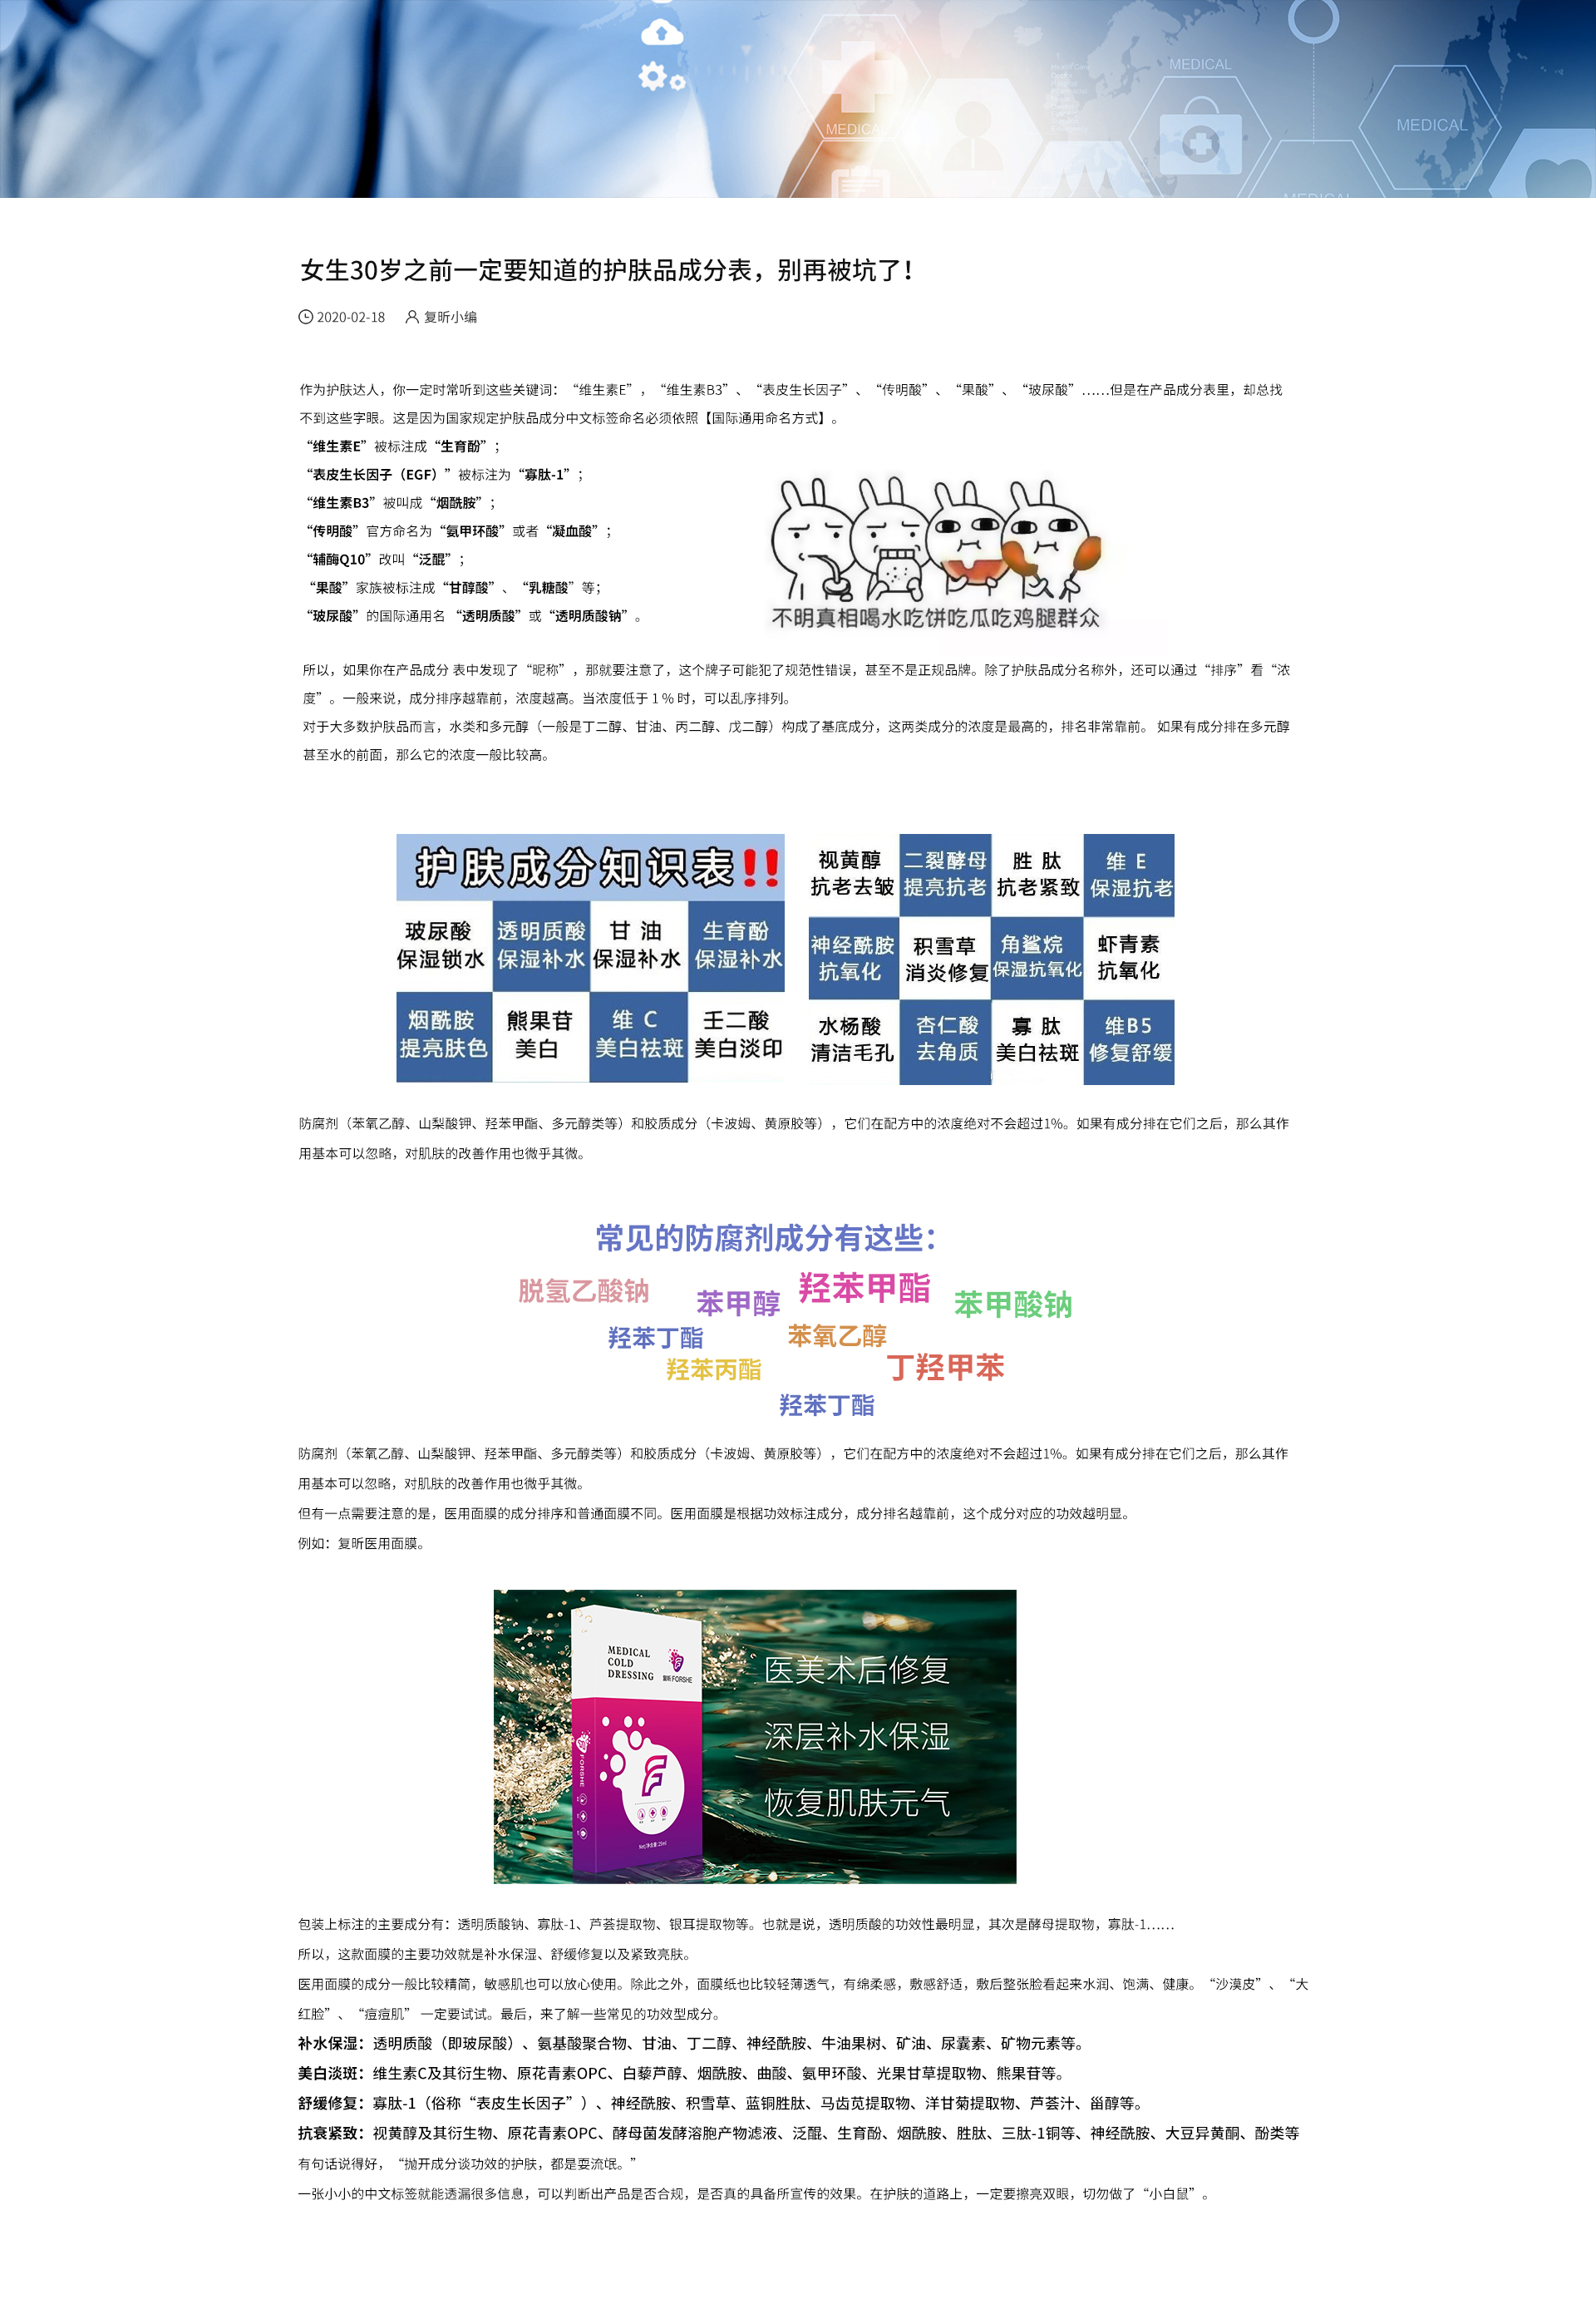 MEDICAL
MEDICAL
MEDICAL
MEDICAL
女生30岁之前一定要知道的护肤品成分表，别再被坑了！
2020-02-18 复昕小编
作为护肤达人，你一定时常听到这些关键词：“维生素E”，“维生素B3”、“表皮生长因子”、“传明酸”、“果酸”、“玻尿酸”……但是在产品成分表里，却总找
不到这些字眼。这是因为国家规定护肤品成分中文标签命名必须依照【国际通用命名方式】。
“维生素E”被标注成“生育酚”；
“表皮生长因子（EGF）”被标注为“寡肽-1”；
“维生素B3”被叫成“烟酰胺”；
“传明酸”官方命名为“氨甲环酸”或者“凝血酸”；
“辅酶Q10”改叫“泛醌”；
“果酸”家族被标注成“甘醇酸”、“乳糖酸”等；
“玻尿酸”的国际通用名 “透明质酸”或“透明质酸钠”。
不明真相喝水吃饼吃瓜吃鸡腿群众
所以，如果你在产品成分 表中发现了“昵称”，那就要注意了，这个牌子可能犯了规范性错误，甚至不是正规品牌。除了护肤品成分名称外，还可以通过“排序”看“浓
度”。一般来说，成分排序越靠前，浓度越高。当浓度低于 1 % 时，可以乱序排列。
对于大多数护肤品而言，水类和多元醇（一般是丁二醇、甘油、丙二醇、戊二醇）构成了基底成分，这两类成分的浓度是最高的，排名非常靠前。 如果有成分排在多元醇
甚至水的前面，那么它的浓度一般比较高。
护肤成分知识表!!
玻尿酸 透明质酸 甘 油 生育酚
保湿锁水 保湿补水 保湿补水 保湿补水
烟酰胺 熊果苷 维 C 壬二酸
提亮肤色 美白 美白祛斑 美白淡印
视黄醇 二裂酵母 胜 肽 维 E
抗老去皱 提亮抗老 抗老紧致 保湿抗老
神经酰胺 积雪草 角鲨烷 虾青素
抗氧化 消炎修复 保湿抗氧化 抗氧化
水杨酸 杏仁酸 寡 肽 维B5
清洁毛孔 去角质 美白祛斑 修复舒缓
防腐剂（苯氧乙醇、山梨酸钾、羟苯甲酯、多元醇类等）和胶质成分（卡波姆、黄原胶等），它们在配方中的浓度绝对不会超过1%。如果有成分排在它们之后，那么其作
用基本可以忽略，对肌肤的改善作用也微乎其微。
常见的防腐剂成分有这些：
脱氢乙酸钠 苯甲醇 羟苯甲酯 苯甲酸钠
羟苯丁酯 苯氧乙醇
羟苯丙酯 丁羟甲苯
羟苯丁酯
防腐剂（苯氧乙醇、山梨酸钾、羟苯甲酯、多元醇类等）和胶质成分（卡波姆、黄原胶等），它们在配方中的浓度绝对不会超过1%。如果有成分排在它们之后，那么其作
用基本可以忽略，对肌肤的改善作用也微乎其微。
但有一点需要注意的是，医用面膜的成分排序和普通面膜不同。医用面膜是根据功效标注成分，成分排名越靠前，这个成分对应的功效越明显。
例如：复昕医用面膜。
MEDICAL
COLD
DRESSING
复昕 FORSHE
FORSHE
医美术后修复
深层补水保湿
恢复肌肤元气
包装上标注的主要成分有：透明质酸钠、寡肽-1、芦荟提取物、银耳提取物等。也就是说，透明质酸的功效性最明显，其次是酵母提取物，寡肽-1……
所以，这款面膜的主要功效就是补水保湿、舒缓修复以及紧致亮肤。
医用面膜的成分一般比较精简，敏感肌也可以放心使用。除此之外，面膜纸也比较轻薄透气，有绵柔感，敷感舒适，敷后整张脸看起来水润、饱满、健康。“沙漠皮”、“大
红脸”、“痘痘肌” 一定要试试。最后，来了解一些常见的功效型成分。
补水保湿：透明质酸（即玻尿酸）、氨基酸聚合物、甘油、丁二醇、神经酰胺、牛油果树、矿油、尿囊素、矿物元素等。
美白淡斑：维生素C及其衍生物、原花青素OPC、白藜芦醇、烟酰胺、曲酸、氨甲环酸、光果甘草提取物、熊果苷等。
舒缓修复：寡肽-1（俗称“表皮生长因子”）、神经酰胺、积雪草、蓝铜胜肽、马齿苋提取物、洋甘菊提取物、芦荟汁、甾醇等。
抗衰紧致：视黄醇及其衍生物、原花青素OPC、酵母菌发酵溶胞产物滤液、泛醌、生育酚、烟酰胺、胜肽、三肽-1铜等、神经酰胺、大豆异黄酮、酚类等
有句话说得好，“抛开成分谈功效的护肤，都是耍流氓。”
一张小小的中文标签就能透漏很多信息，可以判断出产品是否合规，是否真的具备所宣传的效果。在护肤的道路上，一定要擦亮双眼，切勿做了“小白鼠”。